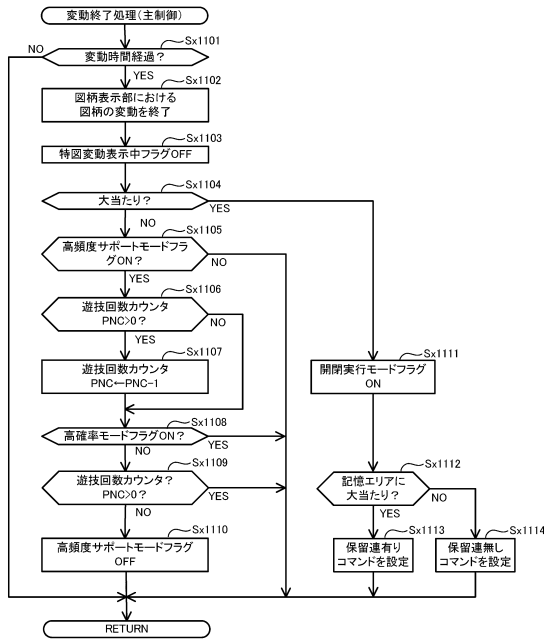 変動終了処理(主制御)
Sx1101
NO
変動時間経過?
YES
Sx1102
図柄表示部における
図柄の変動を終了
Sx1103
特図変動表示中フラグOFF
Sx1104
大当たり?
YES
NO
Sx1105
高頻度サポートモードフラ
グON?
NO
YES
Sx1106
遊技回数カウンタ
PNC>0?
NO
YES
Sx1107
遊技回数カウンタ
PNC←PNC-1
Sx1108
高確率モードフラグON?
YES
NO
Sx1109
遊技回数カウンタ?
PNC>0?
YES
NO
Sx1110
高頻度サポートモードフラグ
OFF
Sx1111
開閉実行モードフラグ
ON
Sx1112
記憶エリアに
大当たり?
NO
YES
Sx1113
保留連有り
コマンドを設定
Sx1114
保留連無し
コマンドを設定
RETURN